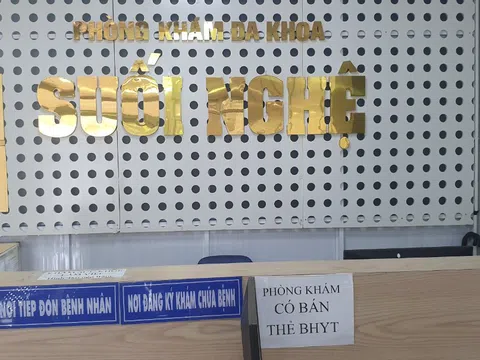 PHÒNG KHÁM ĐA KHOA
SUỐI NGHỆ
NƠI TIẾP ĐÓN BỆNH NHÂN
NƠI ĐĂNG KÝ KHÁM CHỮA BỆNH
PHÒNG KHÁM
CÓ BÁN
THẺ BHYT